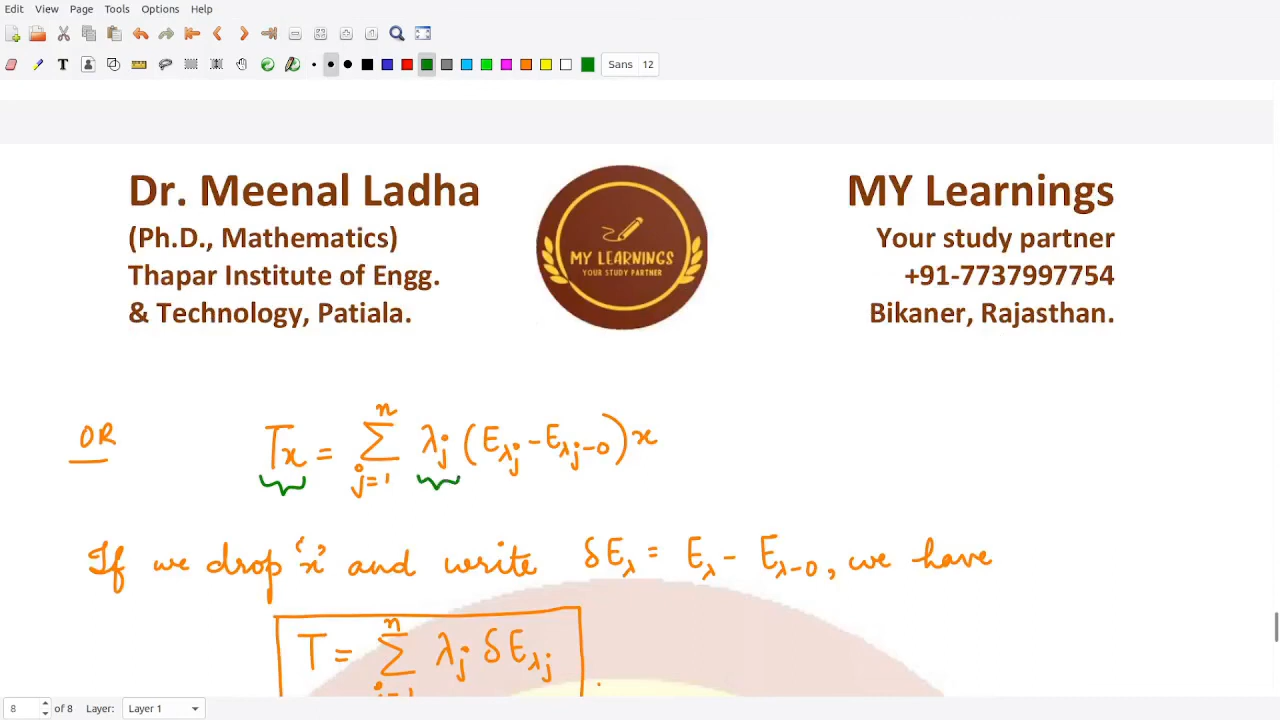 Edit View Page Tools Options Help
T Sans 12
Dr. Meenal Ladha
(Ph.D., Mathematics)
Thapar Institute of Engg.
& Technology, Patiala.
MY LEARNINGS
YOUR STUDY PARTNER
MY Learnings
Your study partner
+91-7737997754
Bikaner, Rajasthan.
OR Tx = ∑_{j=1}^{n} λ_j (E_{λ_j} - E_{λ_j-0}) x
If we drop 'x' and write δE_λ = E_λ - E_{λ-0}, we have
T = ∑_{j=1}^{n} λ_j δE_{λ_j}
8 of 8 Layer: Layer 1